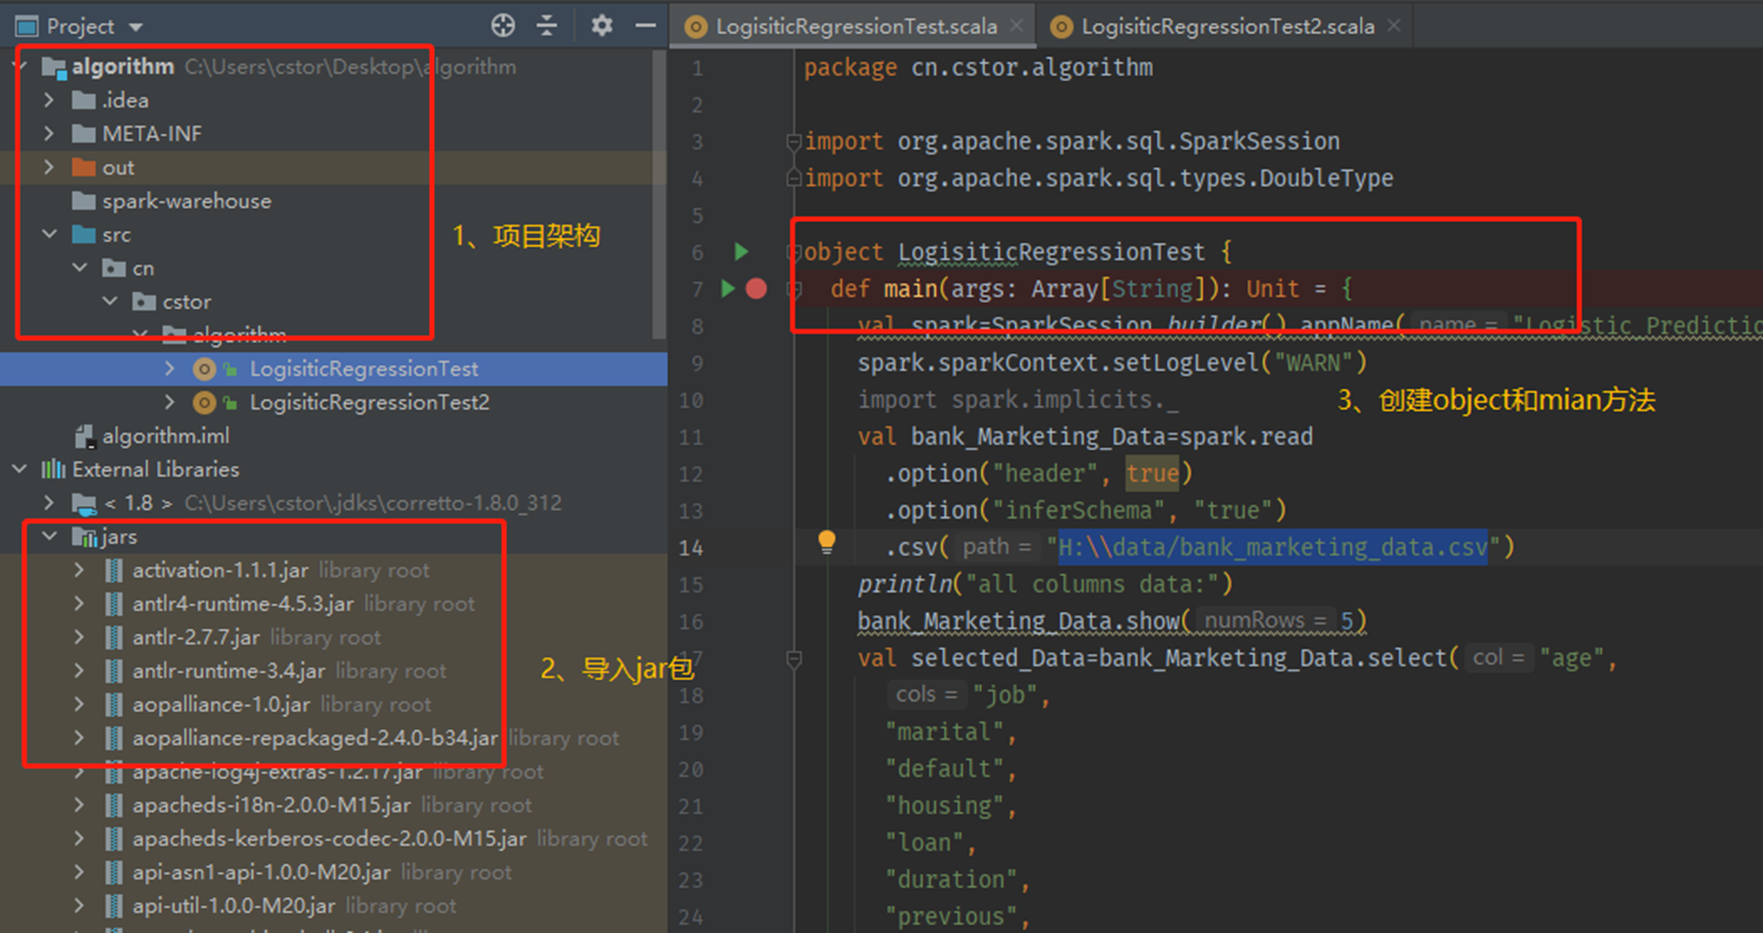 Project
algorithm C:\Users\cstor\Desktop\algorithm
.idea
META-INF
out
spark-warehouse
src
cn
cstor
algorithm
LogisiticRegressionTest
LogisiticRegressionTest2
algorithm.iml
External Libraries
< 1.8 > C:\Users\cstor\.jdks\corretto-1.8.0_312
jars
activation-1.1.1.jar library root
antlr4-runtime-4.5.3.jar library root
antlr-2.7.7.jar library root
antlr-runtime-3.4.jar library root
aopalliance-1.0.jar library root
aopalliance-repackaged-2.4.0-b34.jar library root
apache-log4j-extras-1.2.17.jar library root
apacheds-i18n-2.0.0-M15.jar library root
apacheds-kerberos-codec-2.0.0-M15.jar library root
api-asn1-api-1.0.0-M20.jar library root
api-util-1.0.0-M20.jar library root
1、项目架构
2、导入jar包
LogisiticRegressionTest.scala
LogisiticRegressionTest2.scala
1 package cn.cstor.algorithm
2
3 import org.apache.spark.sql.SparkSession
4 import org.apache.spark.sql.types.DoubleType
5
6 object LogisiticRegressionTest {
7 def main(args: Array[String]): Unit = {
8 val spark=SparkSession.builder().appName( name = "Logistic Predictio
9 spark.sparkContext.setLogLevel("WARN")
10 import spark.implicits._
3、创建object和mian方法
11 val bank_Marketing_Data=spark.read
12 .option("header", true)
13 .option("inferSchema", "true")
14 .csv( path = "H:\\data/bank_marketing_data.csv")
15 println("all columns data:")
16 bank_Marketing_Data.show( numRows = 5)
17 val selected_Data=bank_Marketing_Data.select( col = "age",
18 cols = "job",
19 "marital",
20 "default",
21 "housing",
22 "loan",
23 "duration",
24 "previous",